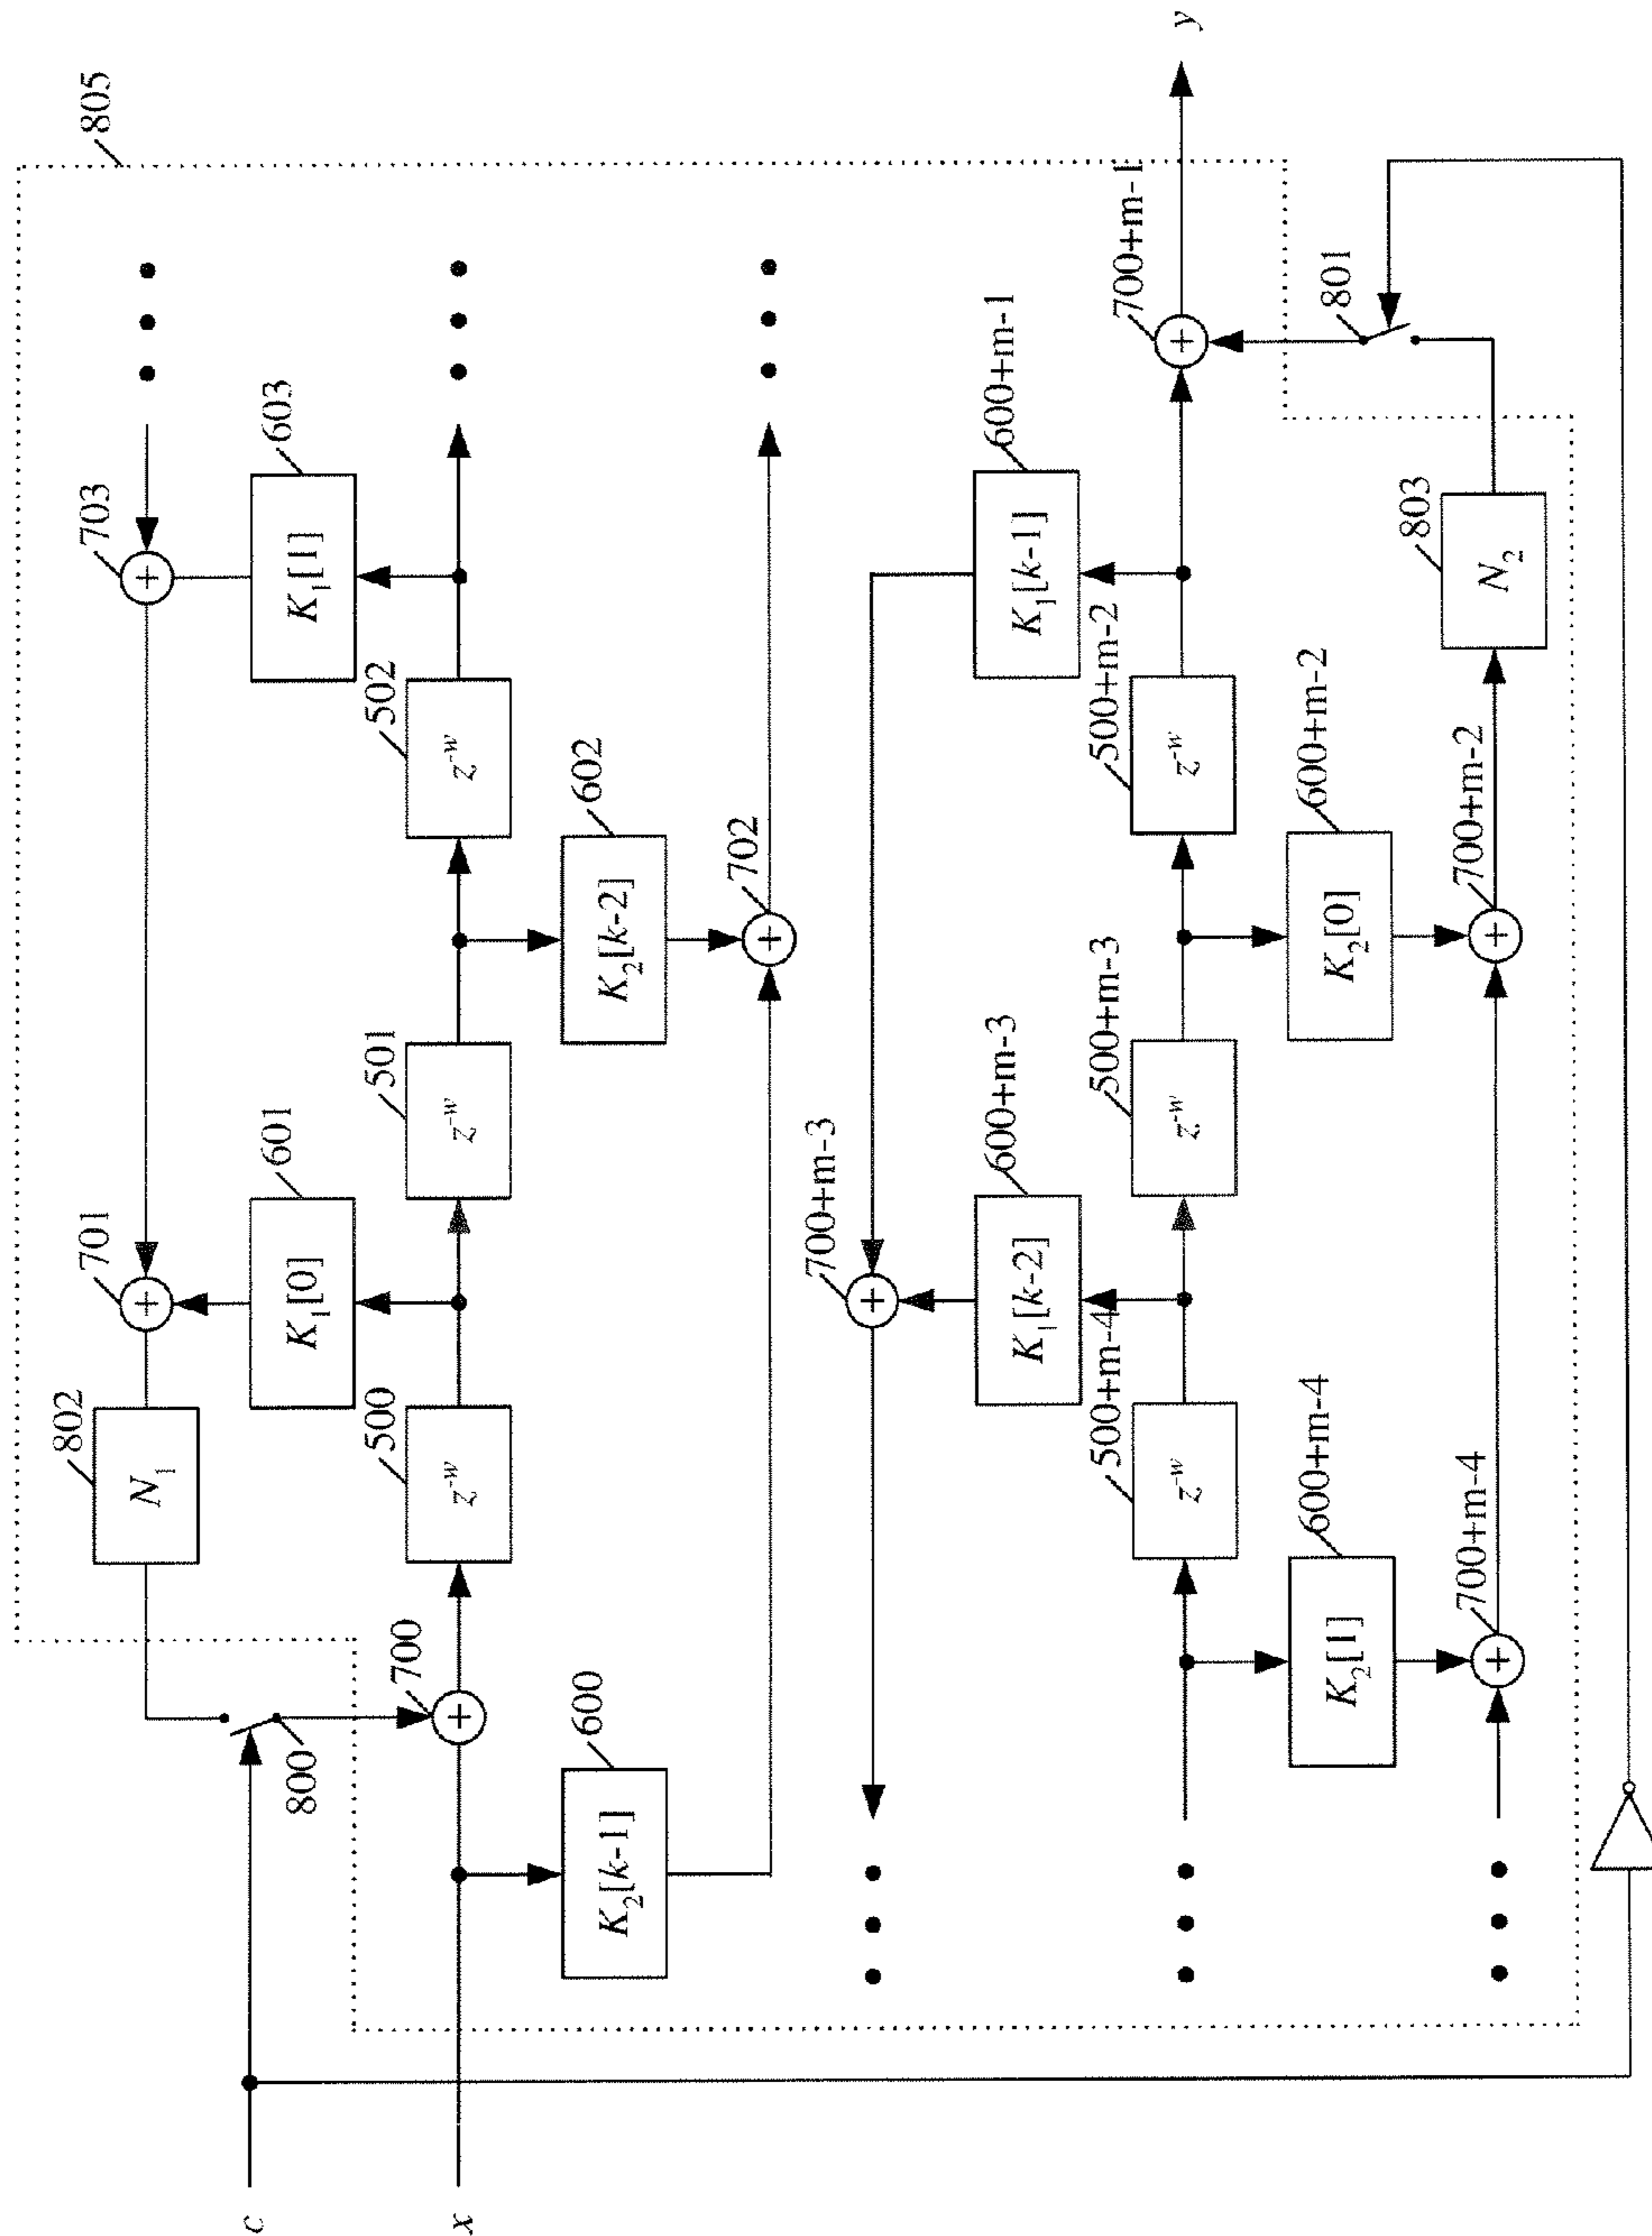 805
703
603
K₁[1]
701
601
K₁[0]
802
N₁
502
z⁻ʷ
501
z⁻ʷ
500
z⁻ʷ
700
800
c
x
602
K₂[k-2]
702
600
K₂[k-1]
y
700+m-1
600+m-1
K₁[k-1]
600+m-3
K₁[k-2]
700+m-3
500+m-2
z⁻ʷ
500+m-3
z⁻ʷ
500+m-4
z⁻ʷ
801
803
N₂
600+m-2
K₂[0]
700+m-2
600+m-4
K₂[1]
700+m-4